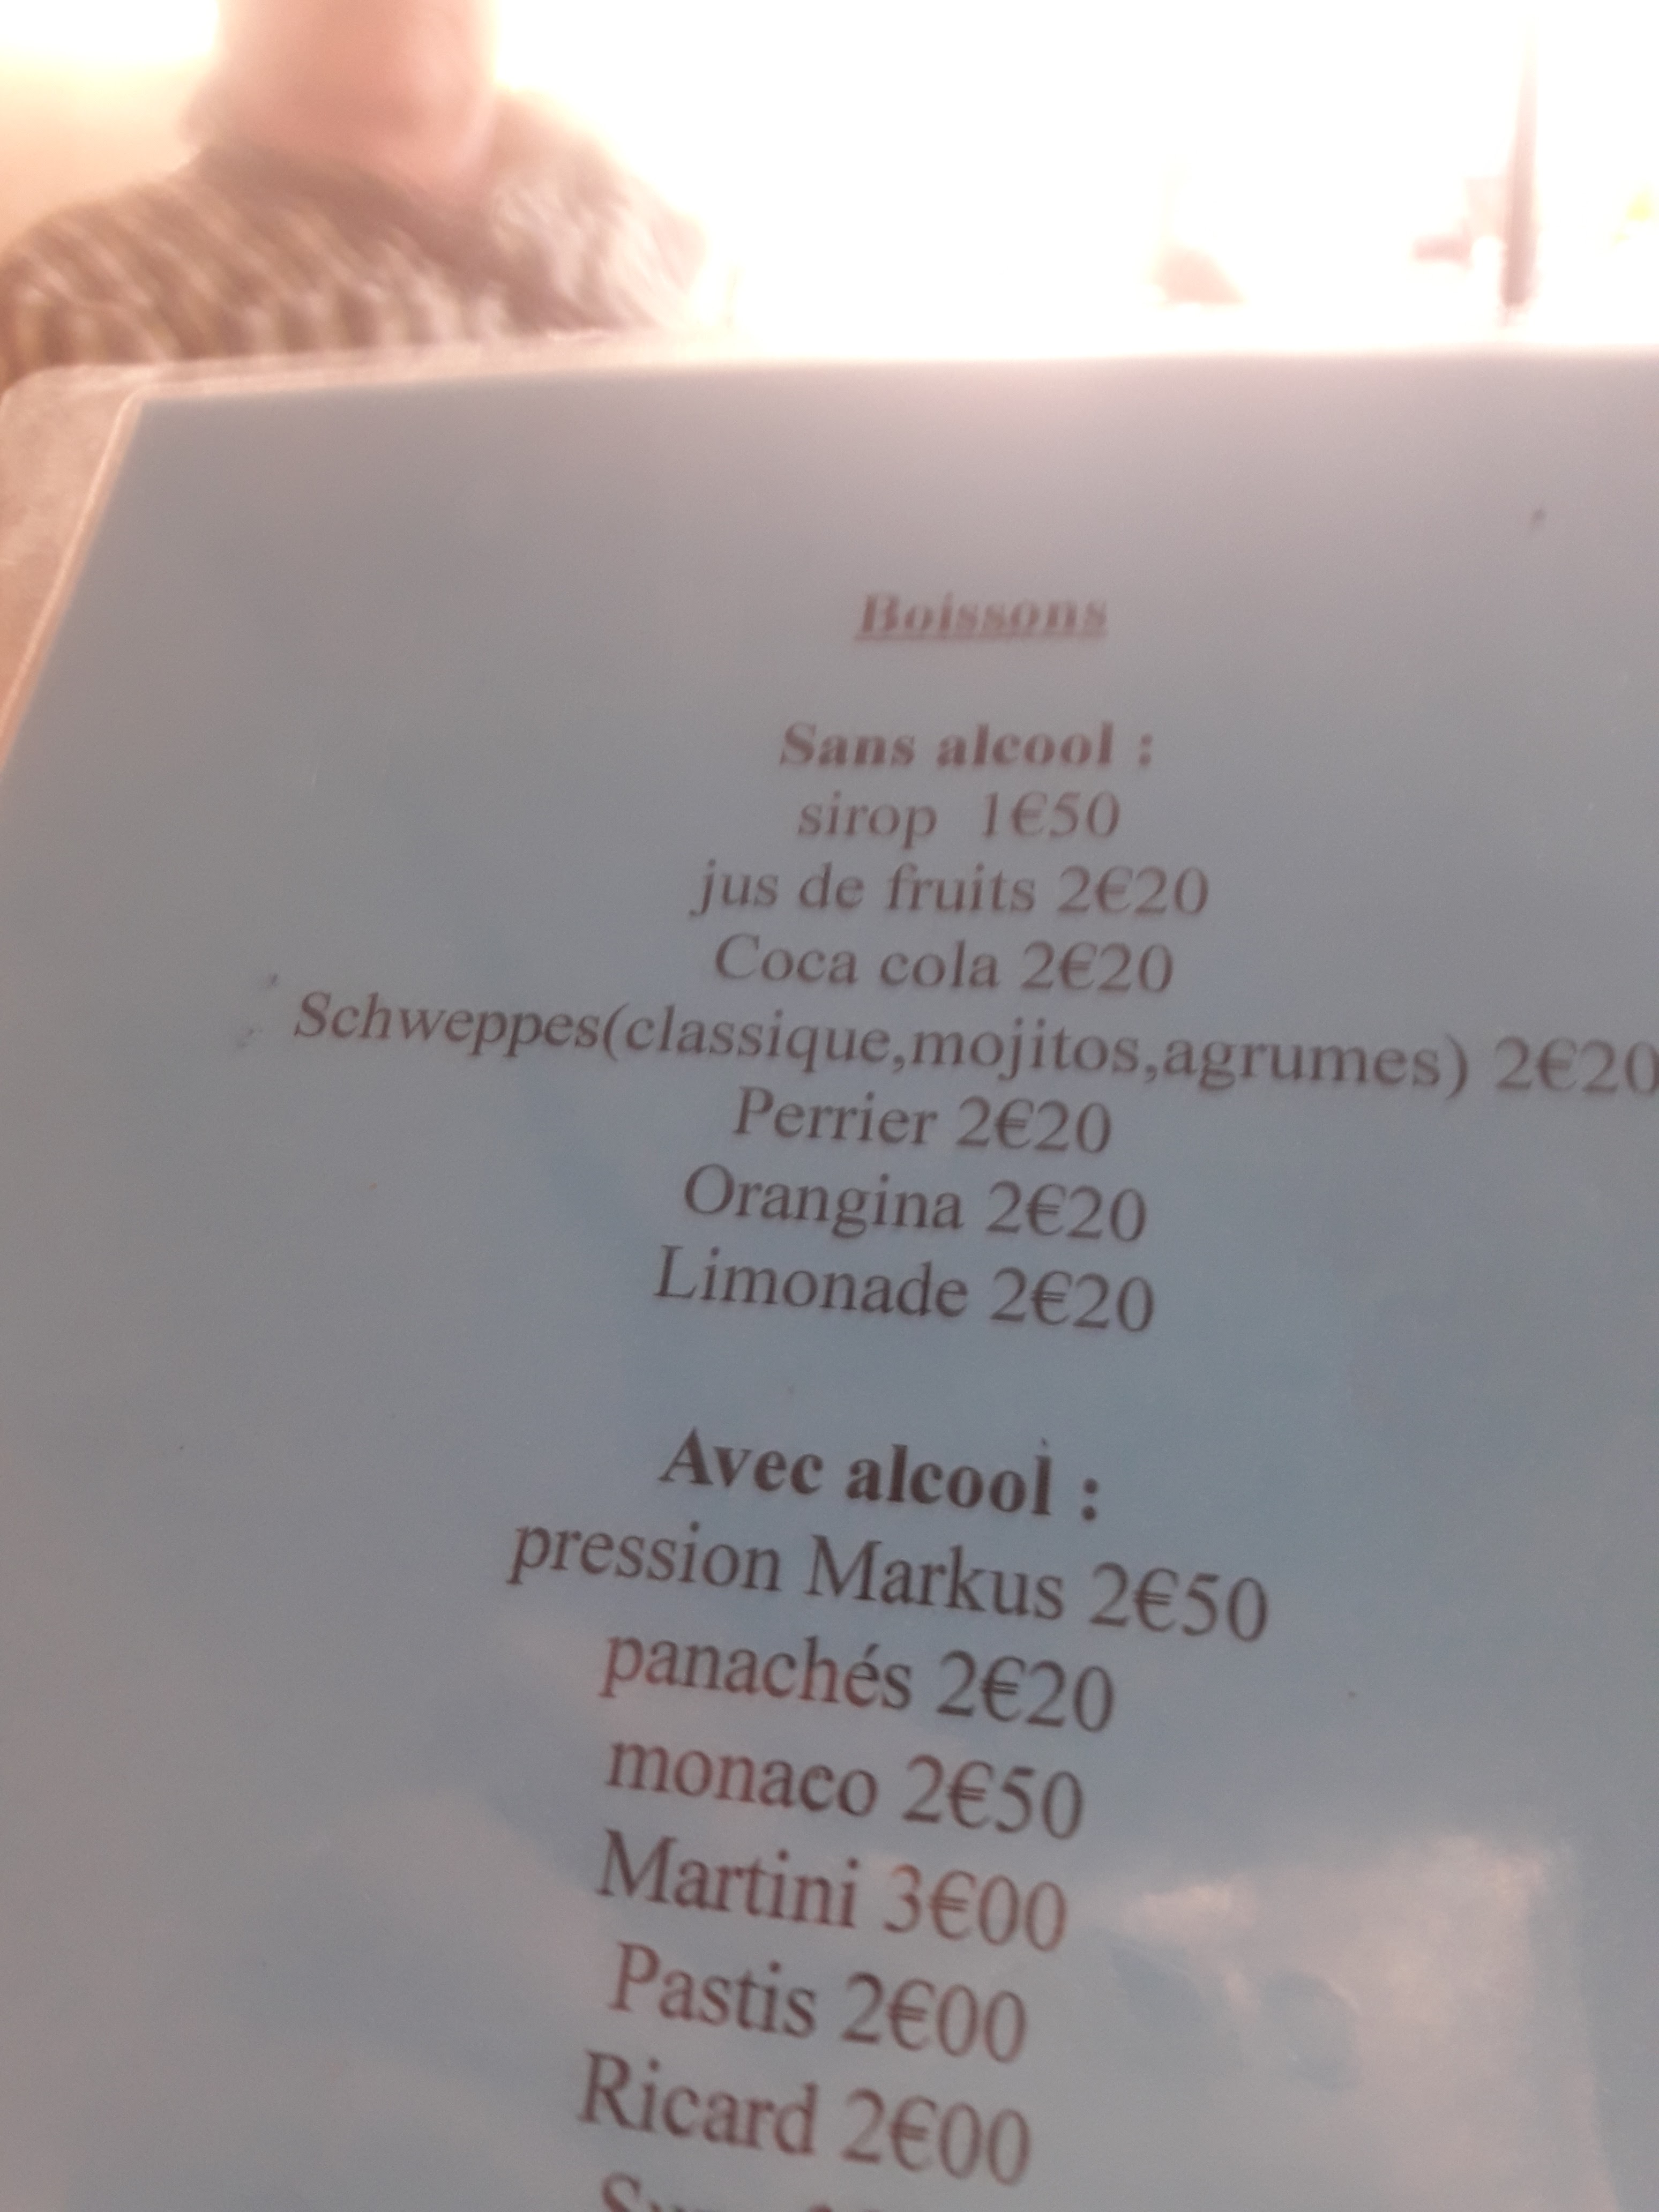 Boissons
Sans alcool :
sirop 1€50
jus de fruits 2€20
Coca cola 2€20
Schweppes(classique,mojitos,agrumes) 2€20
Perrier 2€20
Orangina 2€20
Limonade 2€20
Avec alcool :
pression Markus 2€50
panachés 2€20
monaco 2€50
Martini 3€00
Pastis 2€00
Ricard 2€00